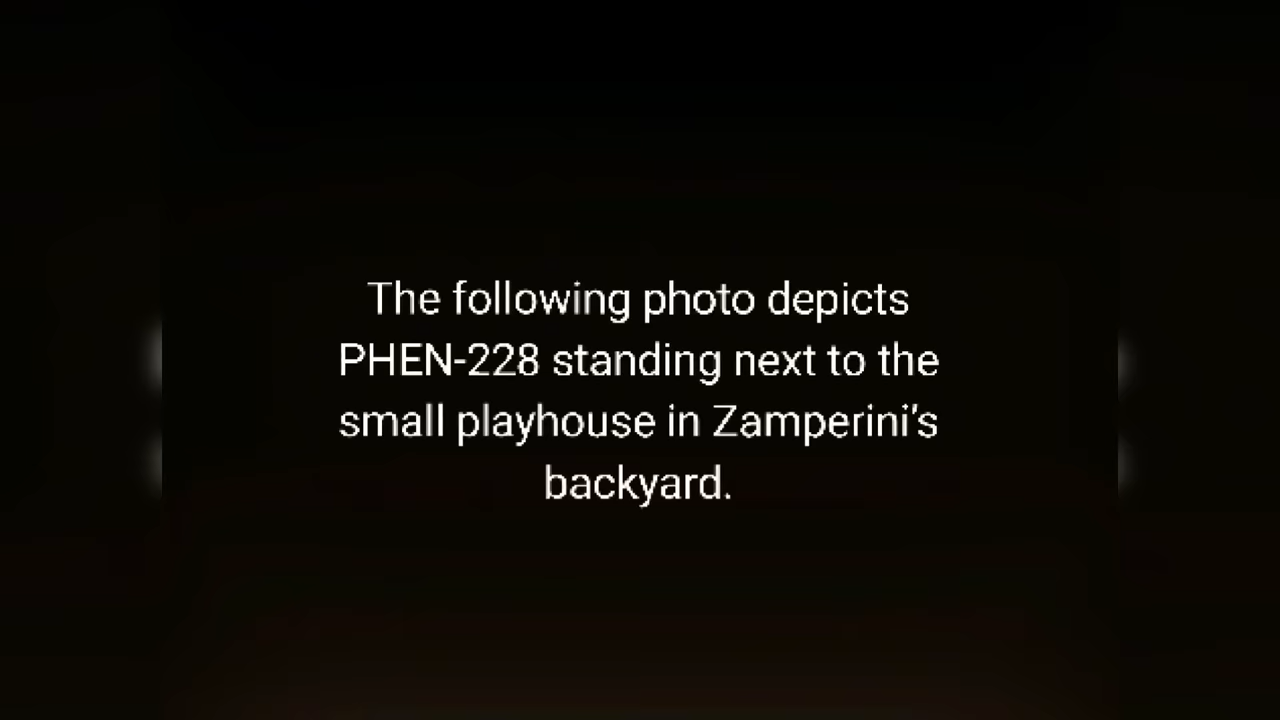 The following photo depicts
PHEN-228 standing next to the
small playhouse in Zamperini's
backyard.